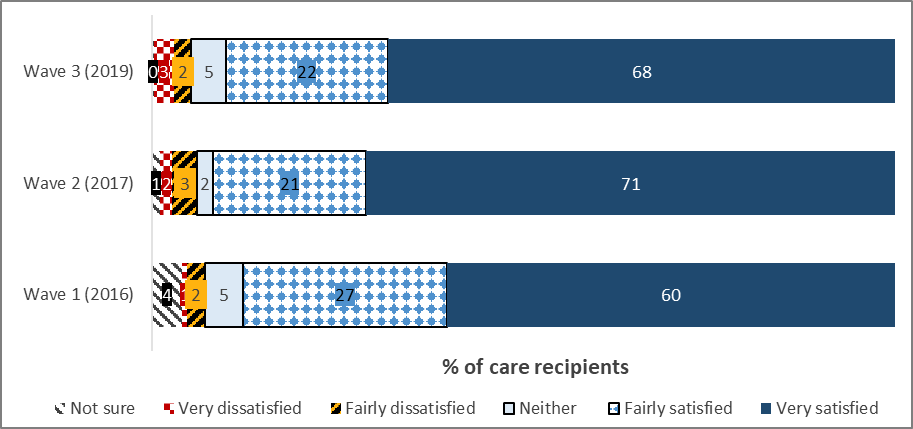 Wave 3 (2019) 0 3 2 5 22 68
Wave 2 (2017) 1 2 3 2 21 71
Wave 1 (2016) 4 2 5 27 60
% of care recipients
Not sure Very dissatisfied Fairly dissatisfied Neither Fairly satisfied Very satisfied